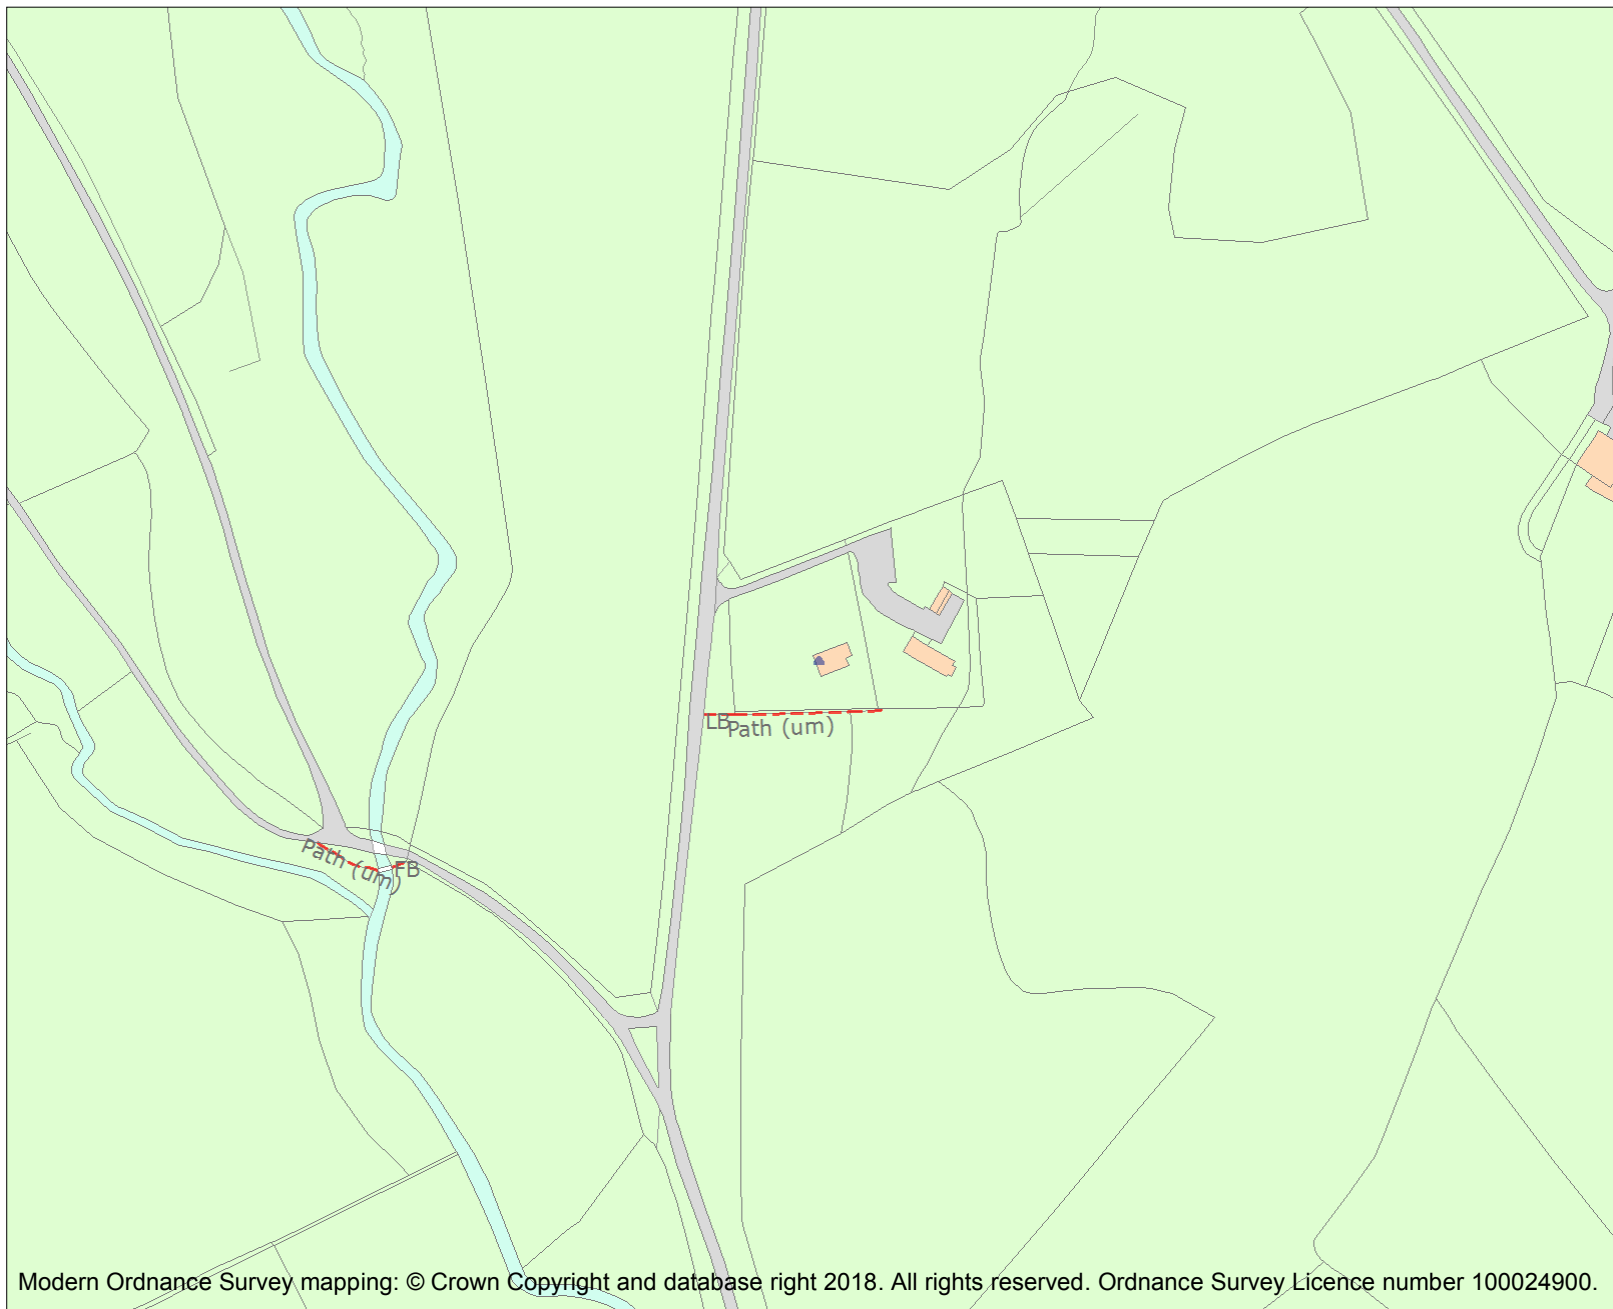 LB
Path (um)
Path (um)
FB
Modern Ordnance Survey mapping: © Crown Copyright and database right 2018. All rights reserved. Ordnance Survey Licence number 100024900.